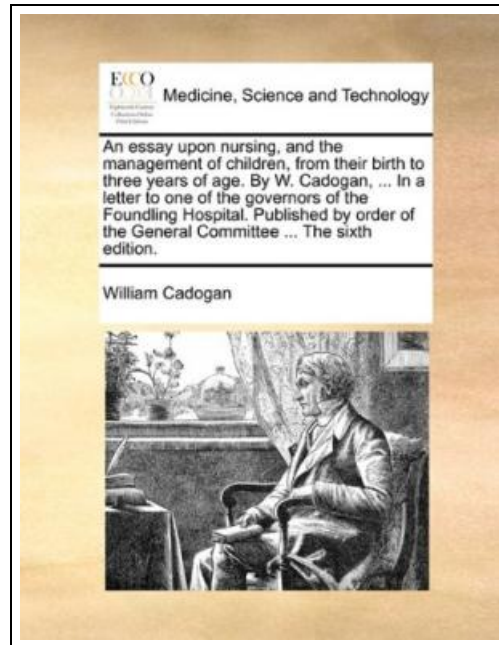 ECCO
Medicine, Science and Technology
An essay upon nursing, and the
management of children, from their birth to
three years of age. By W. Cadogan, ... In a
letter to one of the governors of the
Foundling Hospital. Published by order of
the General Committee ... The sixth
edition.
William Cadogan